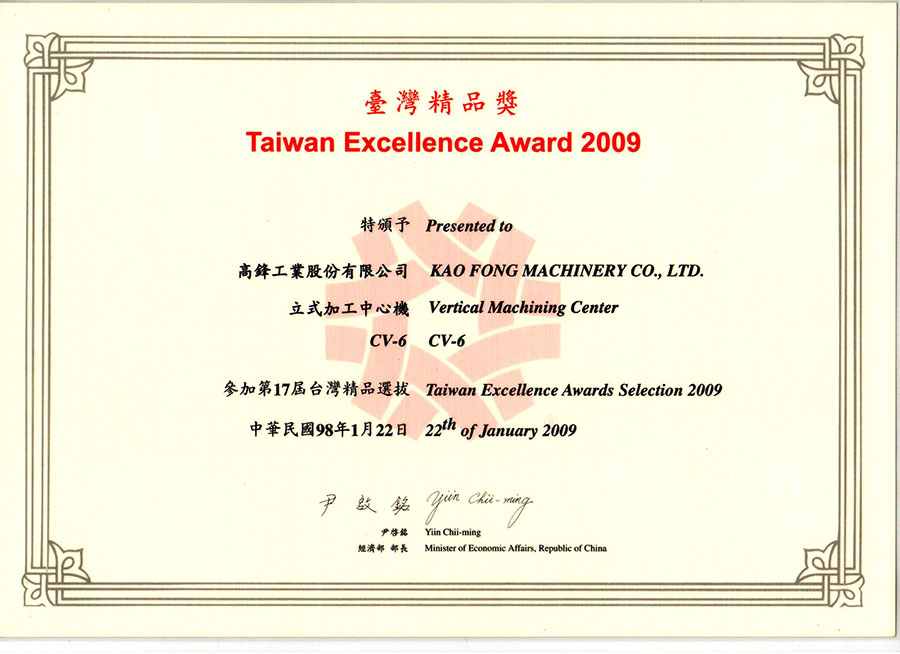 臺灣精品獎
Taiwan Excellence Award 2009
特頒予 Presented to
高鋒工業股份有限公司 KAO FONG MACHINERY CO., LTD.
立式加工中心機 Vertical Machining Center
CV-6 CV-6
參加第17屆台灣精品選拔 Taiwan Excellence Awards Selection 2009
中華民國98年1月22日 22th of January 2009
尹啟銘 Yiin Chii-ming
尹啓銘 Yiin Chii-ming
經濟部 部長 Minister of Economic Affairs, Republic of China